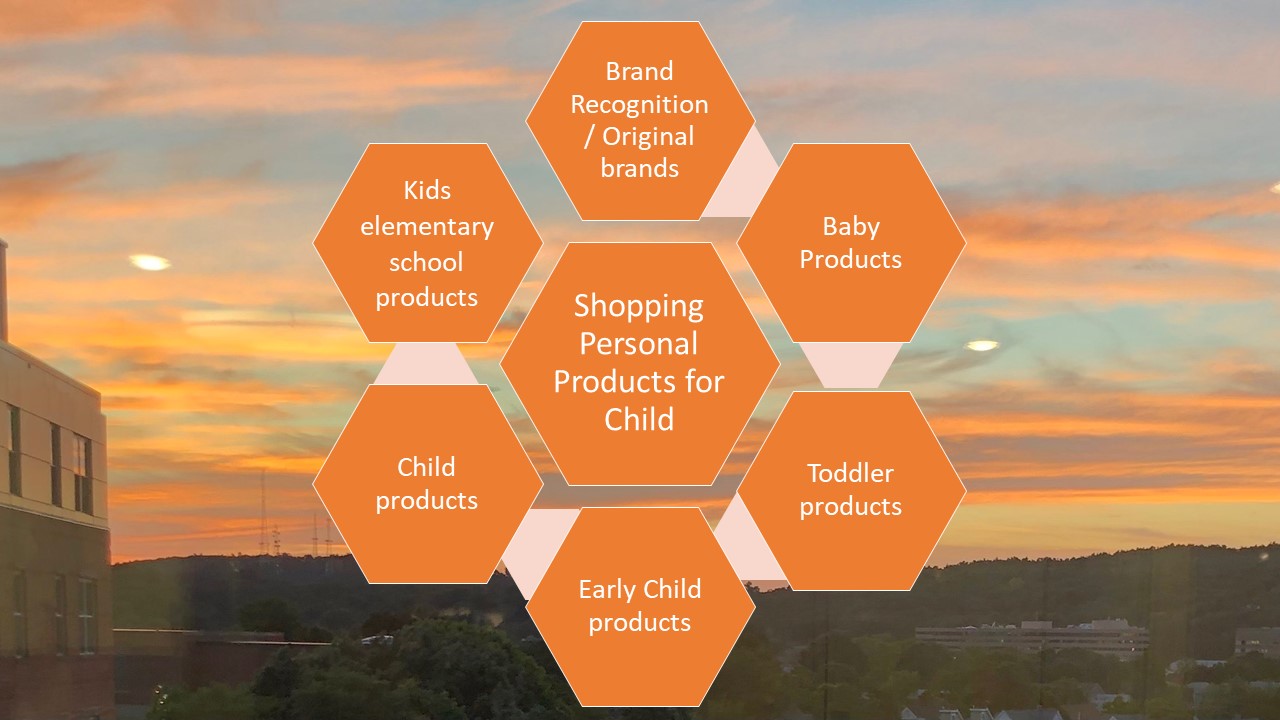 Brand
Recognition
/ Original
brands
Kids
elementary
school
products
Baby
Products
Shopping
Personal
Products for
Child
Child
products
Toddler
products
Early Child
products